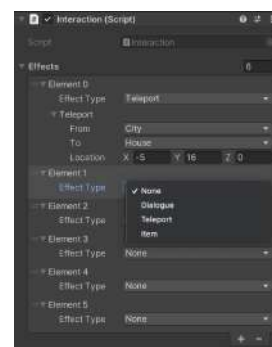 Interaction (Script)
Script Interaction
Effects 6
Element 0
Effect Type Teleport
Teleport
From City
To House
Location X -5 Y 16 Z 0
Element 1
Effect Type
None
Dialogue
Teleport
Item
Element 2
Effect Type
Element 3
Effect Type None
Element 4
Effect Type None
Element 5
Effect Type None
+ -